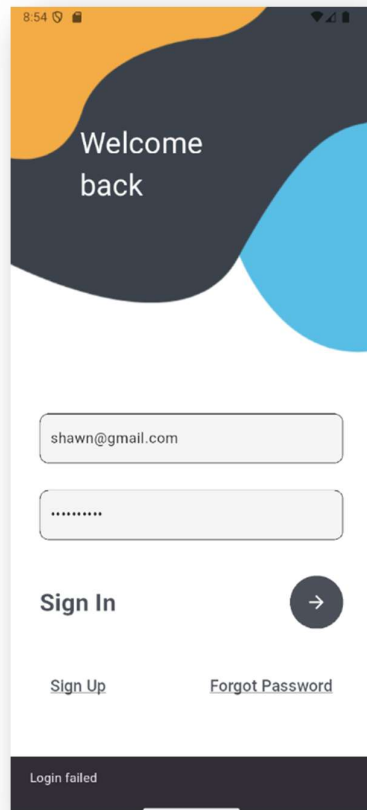 8:54
Welcome
back
shawn@gmail.com
••••••••••
Sign In
Sign Up Forgot Password
Login failed